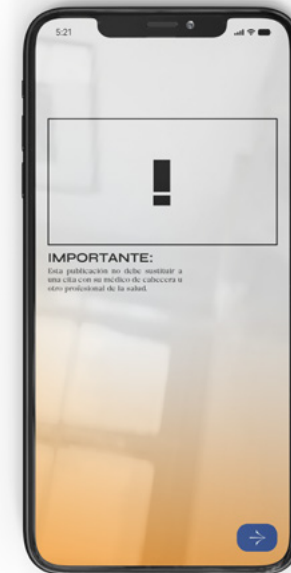 5:21
!
IMPORTANTE:
Esta publicación no debe sustituir a
una cita con su médico de cabecera u
otro profesional de la salud.